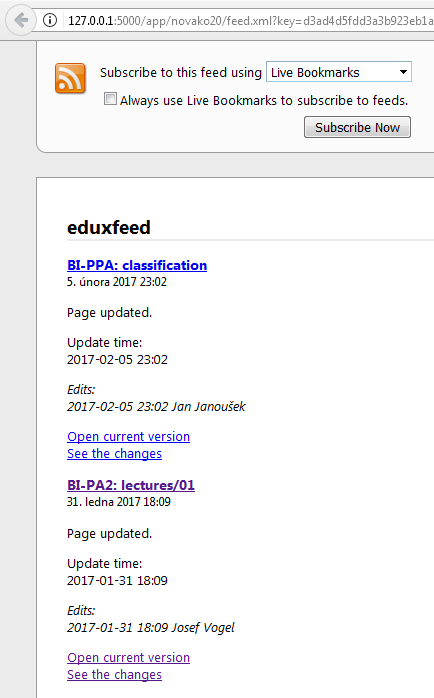 127.0.0.1:5000/app/novako20/feed.xml?key=d3ad4d5fdd3a3b923eb1a
Subscribe to this feed using Live Bookmarks
Always use Live Bookmarks to subscribe to feeds.
Subscribe Now
eduxfeed
BI-PPA: classification
5. února 2017 23:02
Page updated.
Update time:
2017-02-05 23:02
Edits:
2017-02-05 23:02 Jan Janoušek
Open current version
See the changes
BI-PA2: lectures/01
31. ledna 2017 18:09
Page updated.
Update time:
2017-01-31 18:09
Edits:
2017-01-31 18:09 Josef Vogel
Open current version
See the changes